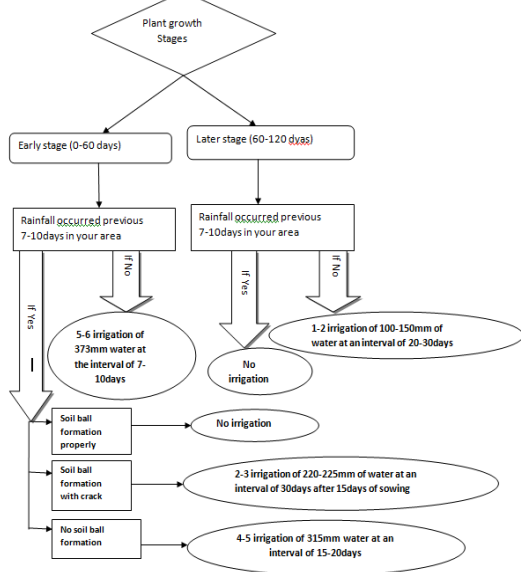 Plant growth
Stages
Early stage (0-60 days)
Later stage (60-120 dyas)
Rainfall occurred previous
7-10days in your area
Rainfall occurred previous
7-10days in your area
If Yes
If No
If Yes
If No
5-6 irrigation of
373mm water at
the interval of 7-
10days
No
irrigation
1-2 irrigation of 100-150mm of
water at an interval of 20-30days
Soil ball
formation
properly
No irrigation
Soil ball
formation
with crack
2-3 irrigation of 220-225mm of water at an
interval of 30days after 15days of sowing
No soil ball
formation
4-5 irrigation of 315mm water at an
interval of 15-20days